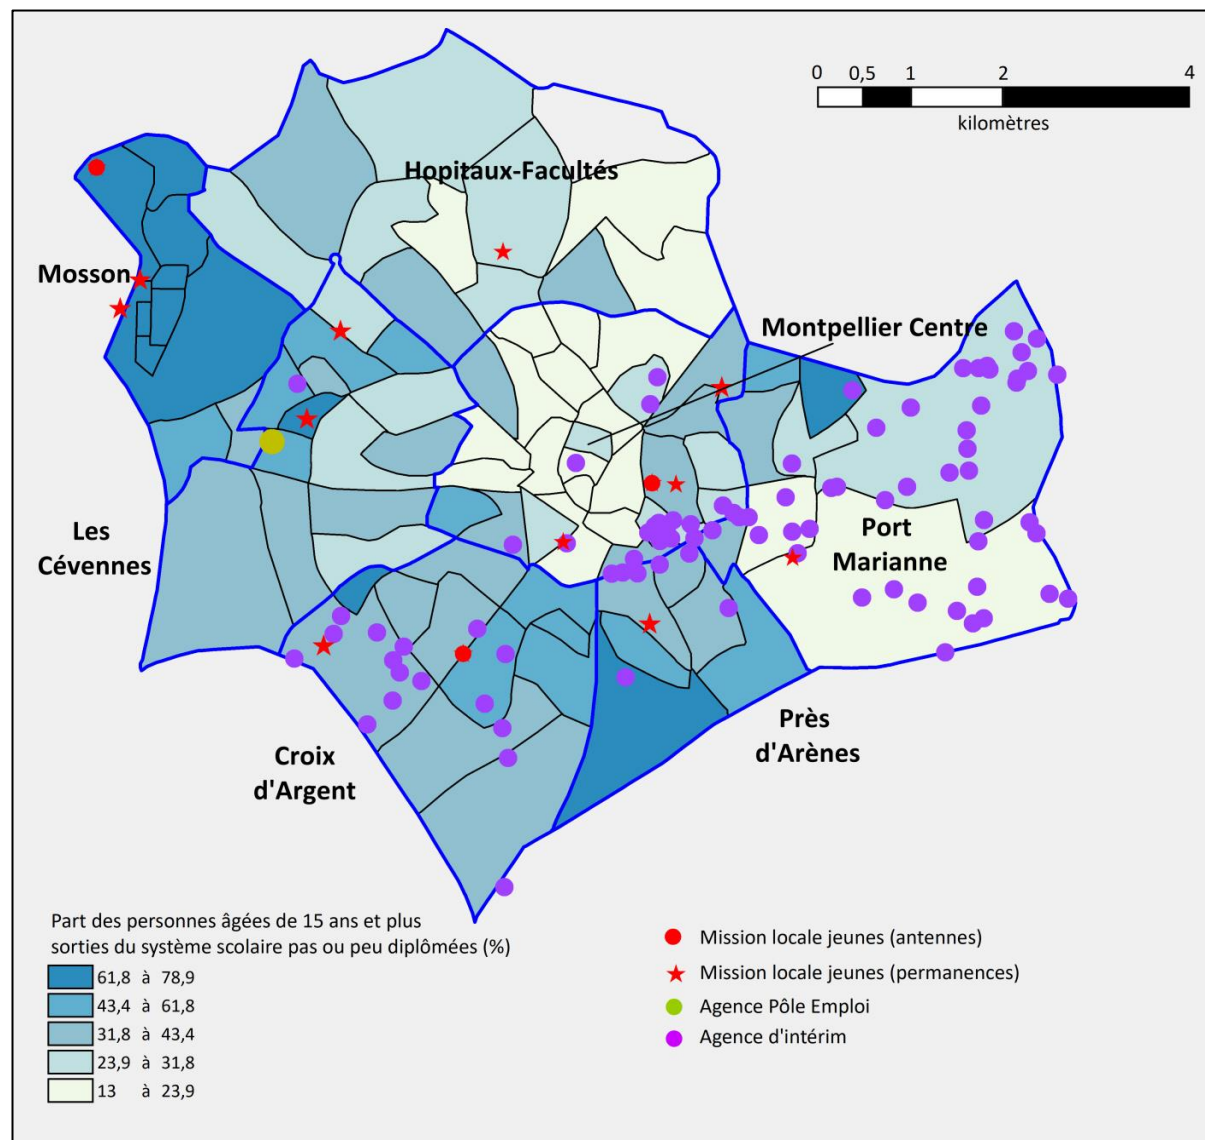 0 0,5 1 2 4
kilomètres
Hopitaux-Facultés
Mosson
Montpellier Centre
Les
Cévennes
Port
Marianne
Croix
d'Argent
Près
d'Arènes
Part des personnes âgées de 15 ans et plus
sorties du système scolaire pas ou peu diplômées (%)
61,8 à 78,9
43,4 à 61,8
31,8 à 43,4
23,9 à 31,8
13 à 23,9
Mission locale jeunes (antennes)
Mission locale jeunes (permanences)
Agence Pôle Emploi
Agence d'intérim